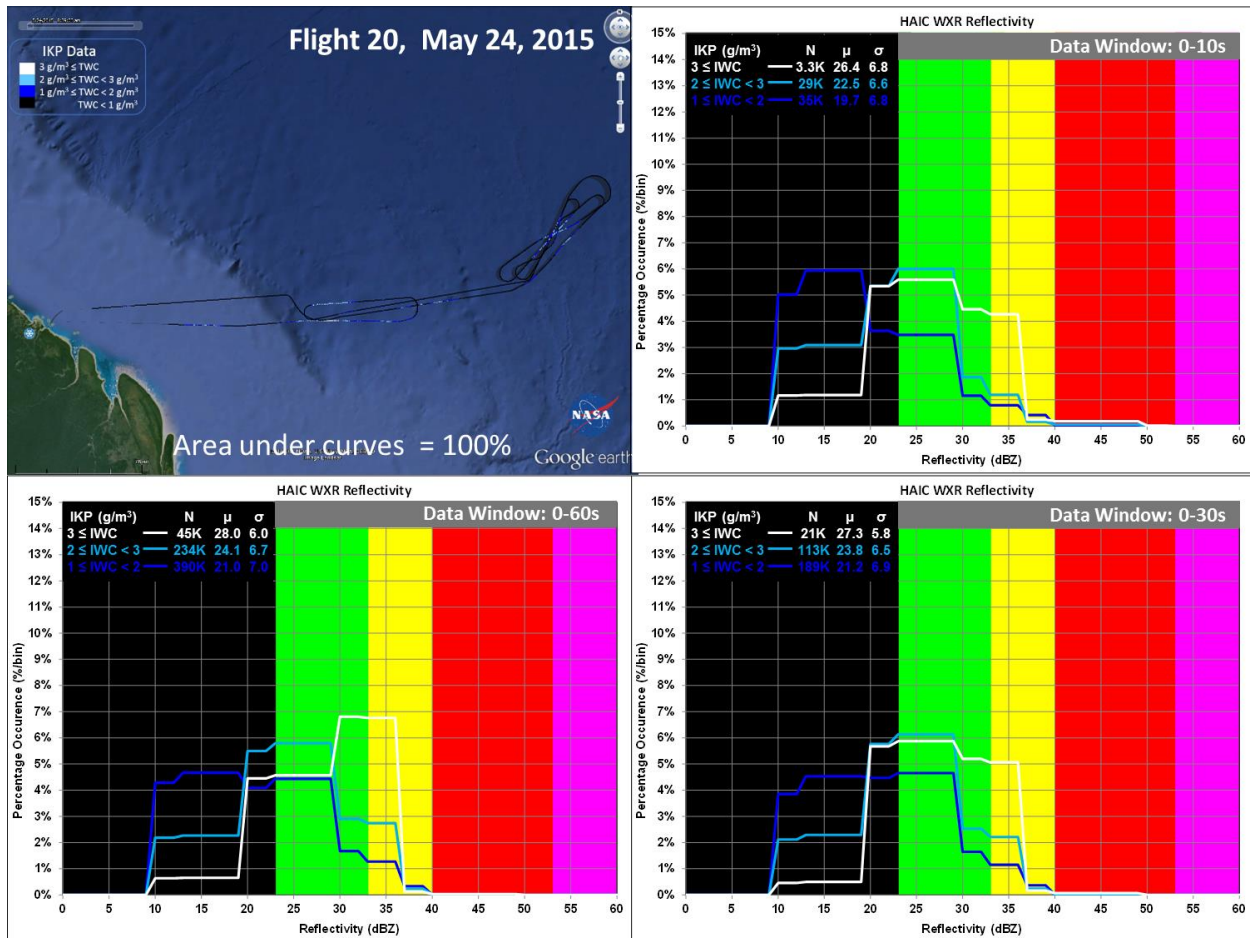 Flight 20, May 24, 2015
IKP Data
3 g/m³ ≤ TWC
2 g/m³ ≤ TWC < 3 g/m³
1 g/m³ ≤ TWC < 2 g/m³
TWC < 1 g/m³
NASA
Area under curves = 100%
Google earth
HAIC WXR Reflectivity
Data Window: 0-10s
IKP (g/m³) N μ σ
3 ≤ IWC 3.3K 26.4 6.8
2 ≤ IWC < 3 29K 22.5 6.6
1 ≤ IWC < 2 35K 19.7 6.8
Percentage Occurence (%/bin)
15%
14%
13%
12%
11%
10%
9%
8%
7%
6%
5%
4%
3%
2%
1%
0%
0 5 10 15 20 25 30 35 40 45 50 55 60
Reflectivity (dBZ)
HAIC WXR Reflectivity
Data Window: 0-60s
IKP (g/m³) N μ σ
3 ≤ IWC 45K 28.0 6.0
2 ≤ IWC < 3 234K 24.1 6.7
1 ≤ IWC < 2 390K 21.0 7.0
Percentage Occurence (%/bin)
15%
14%
13%
12%
11%
10%
9%
8%
7%
6%
5%
4%
3%
2%
1%
0%
0 5 10 15 20 25 30 35 40 45 50 55 60
Reflectivity (dBZ)
HAIC WXR Reflectivity
Data Window: 0-30s
IKP (g/m³) N μ σ
3 ≤ IWC 21K 27.3 5.8
2 ≤ IWC < 3 113K 23.8 6.5
1 ≤ IWC < 2 189K 21.2 6.9
Percentage Occurence (%/bin)
15%
14%
13%
12%
11%
10%
9%
8%
7%
6%
5%
4%
3%
2%
1%
0%
0 5 10 15 20 25 30 35 40 45 50 55 60
Reflectivity (dBZ)